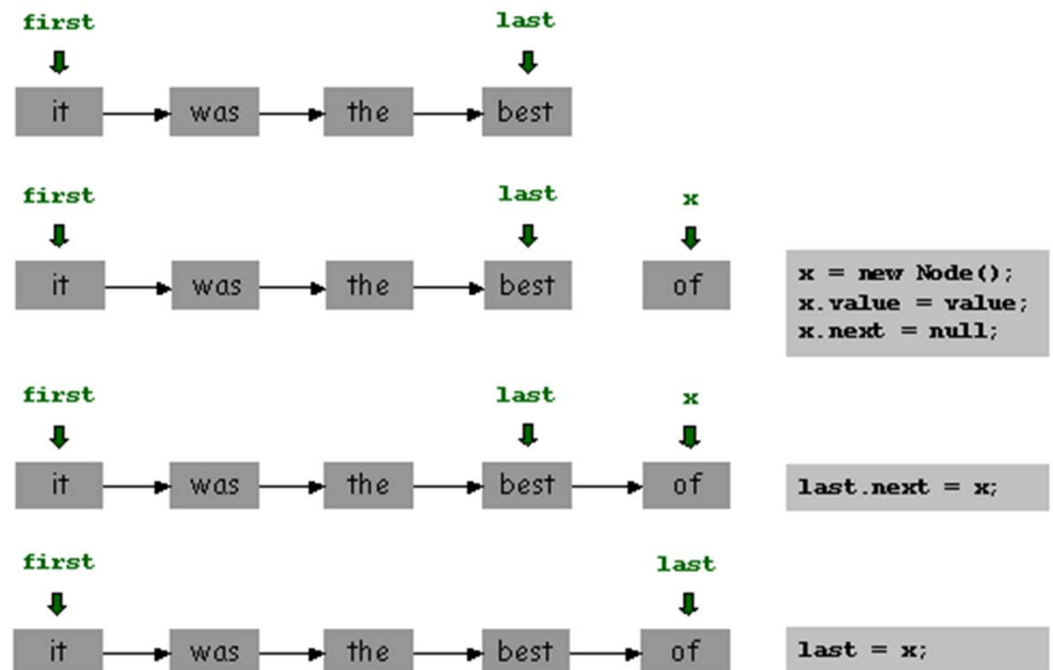 first last
it was the best
first last x
it was the best of
x = new Node();
x.value = value;
x.next = null;
first last x
it was the best of
last.next = x;
first last
it was the best of
last = x;